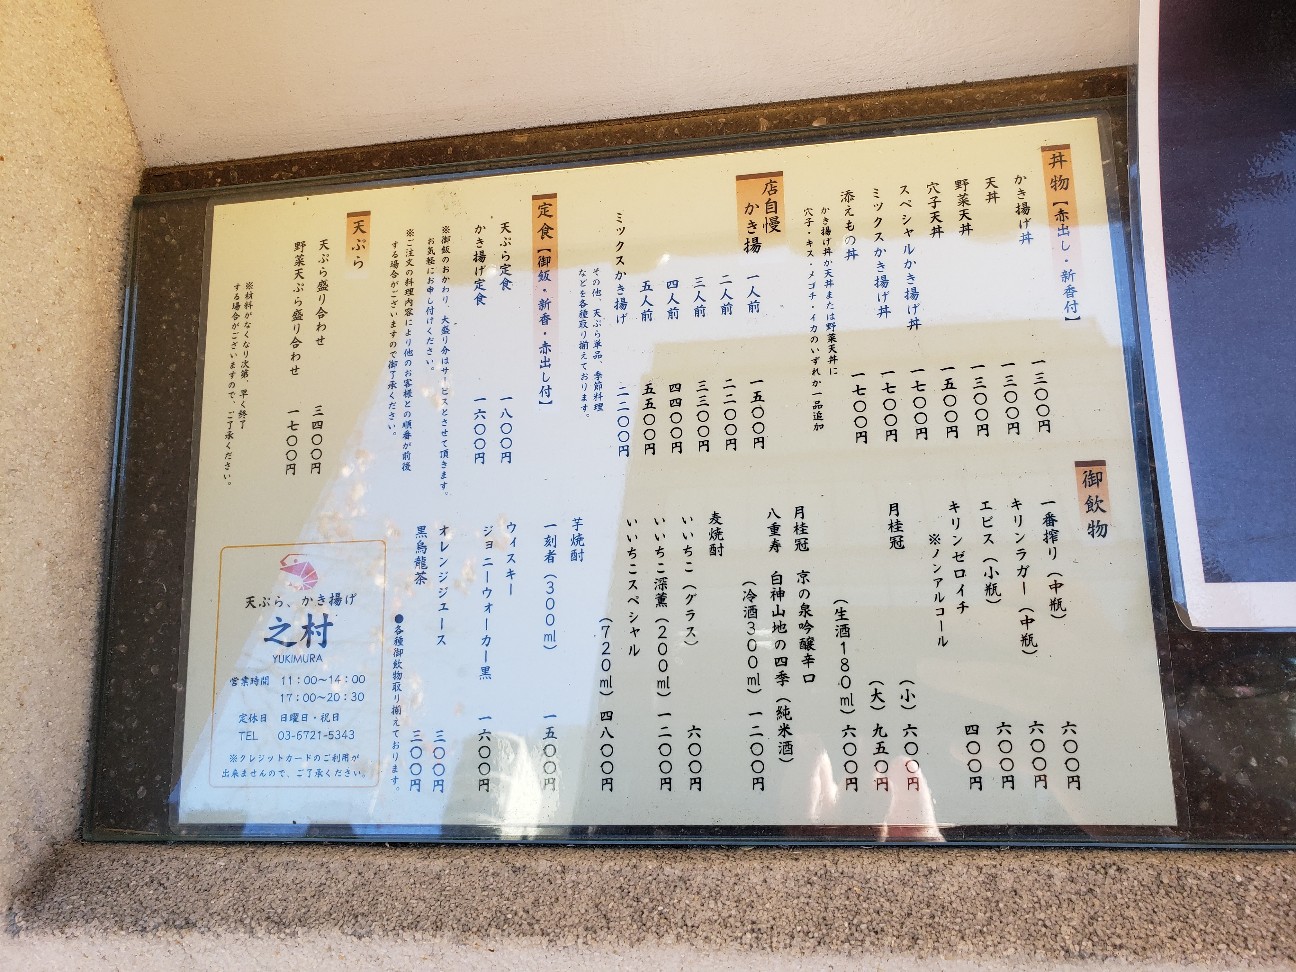 丼物【赤出し・新香付】
かき揚げ丼 一三〇〇円
天丼 一三〇〇円
野菜天丼 一三〇〇円
穴子天丼 一五〇〇円
スペシャルかき揚げ丼 一七〇〇円
ミックスかき揚げ丼 一七〇〇円
添えもの丼 一七〇〇円
かき揚げ丼か天丼または野菜天丼に
穴子・キス・メゴチ・イカのいずれか一品追加
店自慢
かき揚
一人前 一五〇〇円
二人前 二二〇〇円
三人前 三三〇〇円
四人前 四四〇〇円
五人前 五五〇〇円
ミックスかき揚げ 二二〇〇円
その他、天ぷら単品、季節料理
などを各種取り揃えております。
定食【御飯・新香・赤出し付】
天ぷら定食 一八〇〇円
かき揚げ定食 一六〇〇円
※御飯のおかわり、大盛り分はサービスとさせて頂きます。
お気軽にお申し付けください。
※ご注文の料理内容により他のお客様との順番が前後
する場合がございますので御了承ください。
天ぷら
天ぷら盛り合わせ 三四〇〇円
野菜天ぷら盛り合わせ 一七〇〇円
※材料がなくなり次第、早く終了
する場合がございますので、ご了承ください。
御飲物
一番搾り（中瓶） 六〇〇円
キリンラガー（中瓶） 六〇〇円
エビス（小瓶） 六〇〇円
キリンゼロイチ 四〇〇円
※ノンアルコール
月桂冠 （小） 六〇〇円
（大） 九五〇円
（生酒180ml） 六〇〇円
月桂冠 京の泉吟醸辛口
八重寿 白神山地の四季（純米酒）
（冷酒300ml） 一二〇〇円
麦焼酎
いいちこ（グラス） 六〇〇円
いいちこ深薫（200ml） 一二〇〇円
いいちこスペシャル
（720ml） 四八〇〇円
芋焼酎
一刻者（300ml） 一五〇〇円
ウィスキー
ジョニーウォーカー黒 一六〇〇円
オレンジジュース 三〇〇円
黒烏龍茶 三〇〇円
●各種御飲物取り揃えております。
天ぷら、かき揚げ
之村
YUKIMURA
営業時間 11：00〜14：00
17：00〜20：30
定休日 日曜日・祝日
TEL 03-6721-5343
※クレジットカードのご利用が
出来ませんので、ご了承ください。